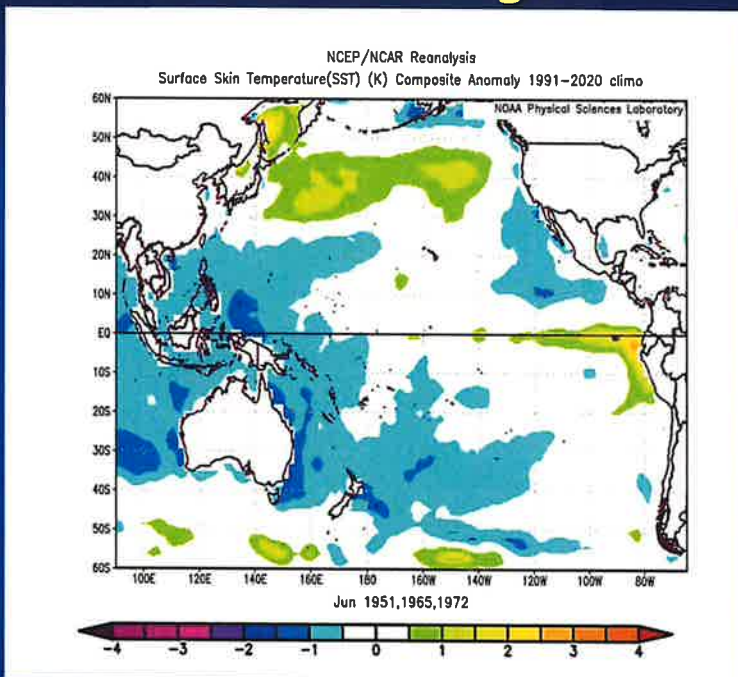 NCEP/NCAR Reanalysis
Surface Skin Temperature(SST) (K) Composite Anomaly 1991-2020 climo
NOAA Physical Sciences Laboratory
60N
50N
40N
30N
20N
10N
EQ
10S
20S
30S
40S
50S
60S
100E 120E 140E 160E 180 160W 140W 120W 100W 80W
Jun 1951,1965,1972
-4 -3 -2 -1 0 1 2 3 4